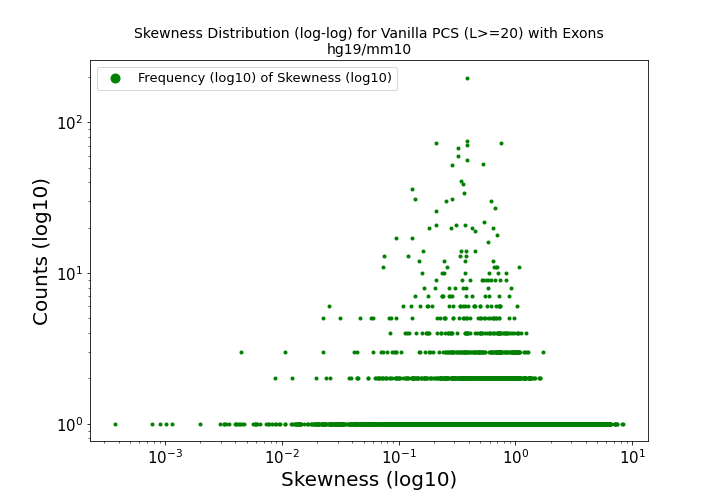 Skewness Distribution (log-log) for Vanilla PCS (L>=20) with Exons
hg19/mm10
Frequency (log10) of Skewness (log10)
Counts (log10)
10²
10¹
10⁰
10⁻³ 10⁻² 10⁻¹ 10⁰ 10¹
Skewness (log10)